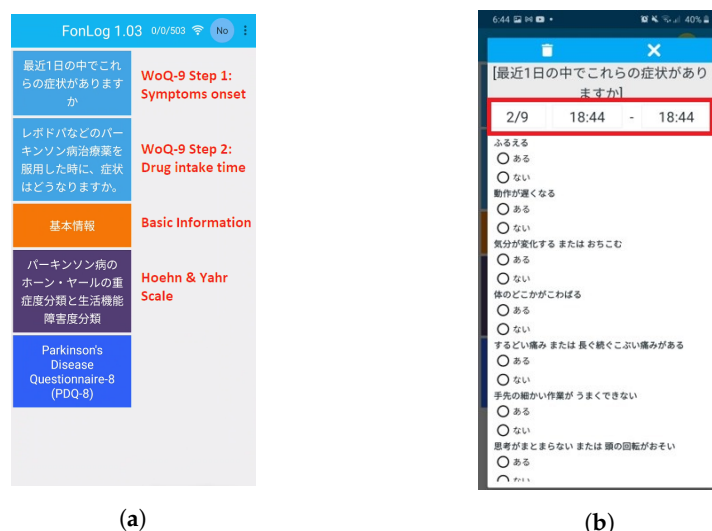 FonLog 1.03 0/0/503 No
最近1日の中でこれ
らの症状があります
か
WoQ-9 Step 1:
Symptoms onset
レボドパなどのパー
キンソン病治療薬を
服用した時に、症状
はどうなりますか。
WoQ-9 Step 2:
Drug intake time
基本情報
Basic Information
パーキンソン病の
ホーン・ヤールの重
症度分類と生活機能
障害度分類
Hoehn & Yahr
Scale
Parkinson's
Disease
Questionnaire-8
(PDQ-8)
(a)
6:44 40%
[最近1日の中でこれらの症状があり
ますか]
2/9 18:44 - 18:44
ふるえる
ある
ない
動作が遅くなる
ある
ない
気分が変化する または おちこむ
ある
ない
体のどこかがこわばる
ある
ない
するどい痛み または 長ぐ続ぐこぶい痛みがある
ある
ない
手先の細かい作業が うまくできない
ある
ない
思考がまとまらない または 頭の回転がおそい
ある
ない
(b)